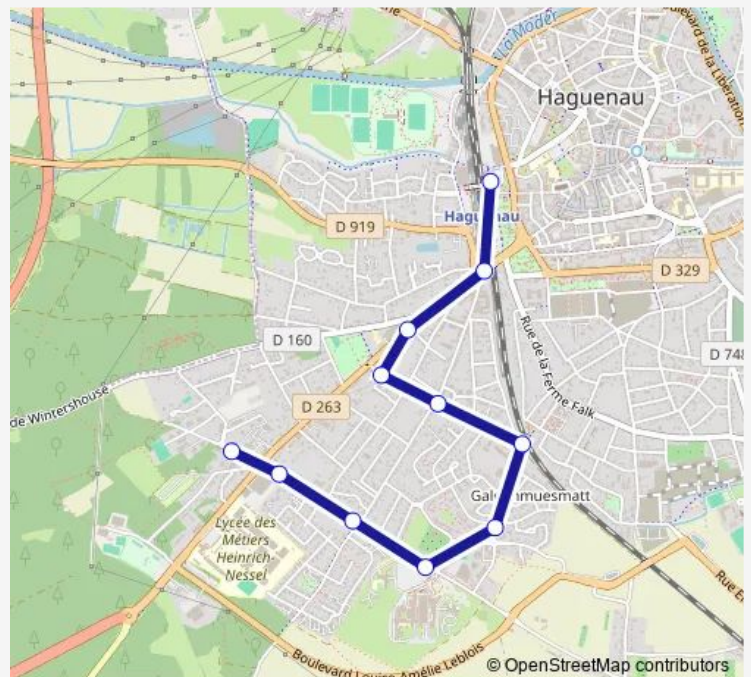 La Moder
Boulevard de la Libération
Haguenau
D 919
Haguenau
D 329
D 160
Rue de la Ferme Falk
D 748
de Wintershouse
D 263
Lycée des
Métiers
Heinrich-
Nessel
Boulevard Louise Amélie Leblois
© OpenStreetMap contributors